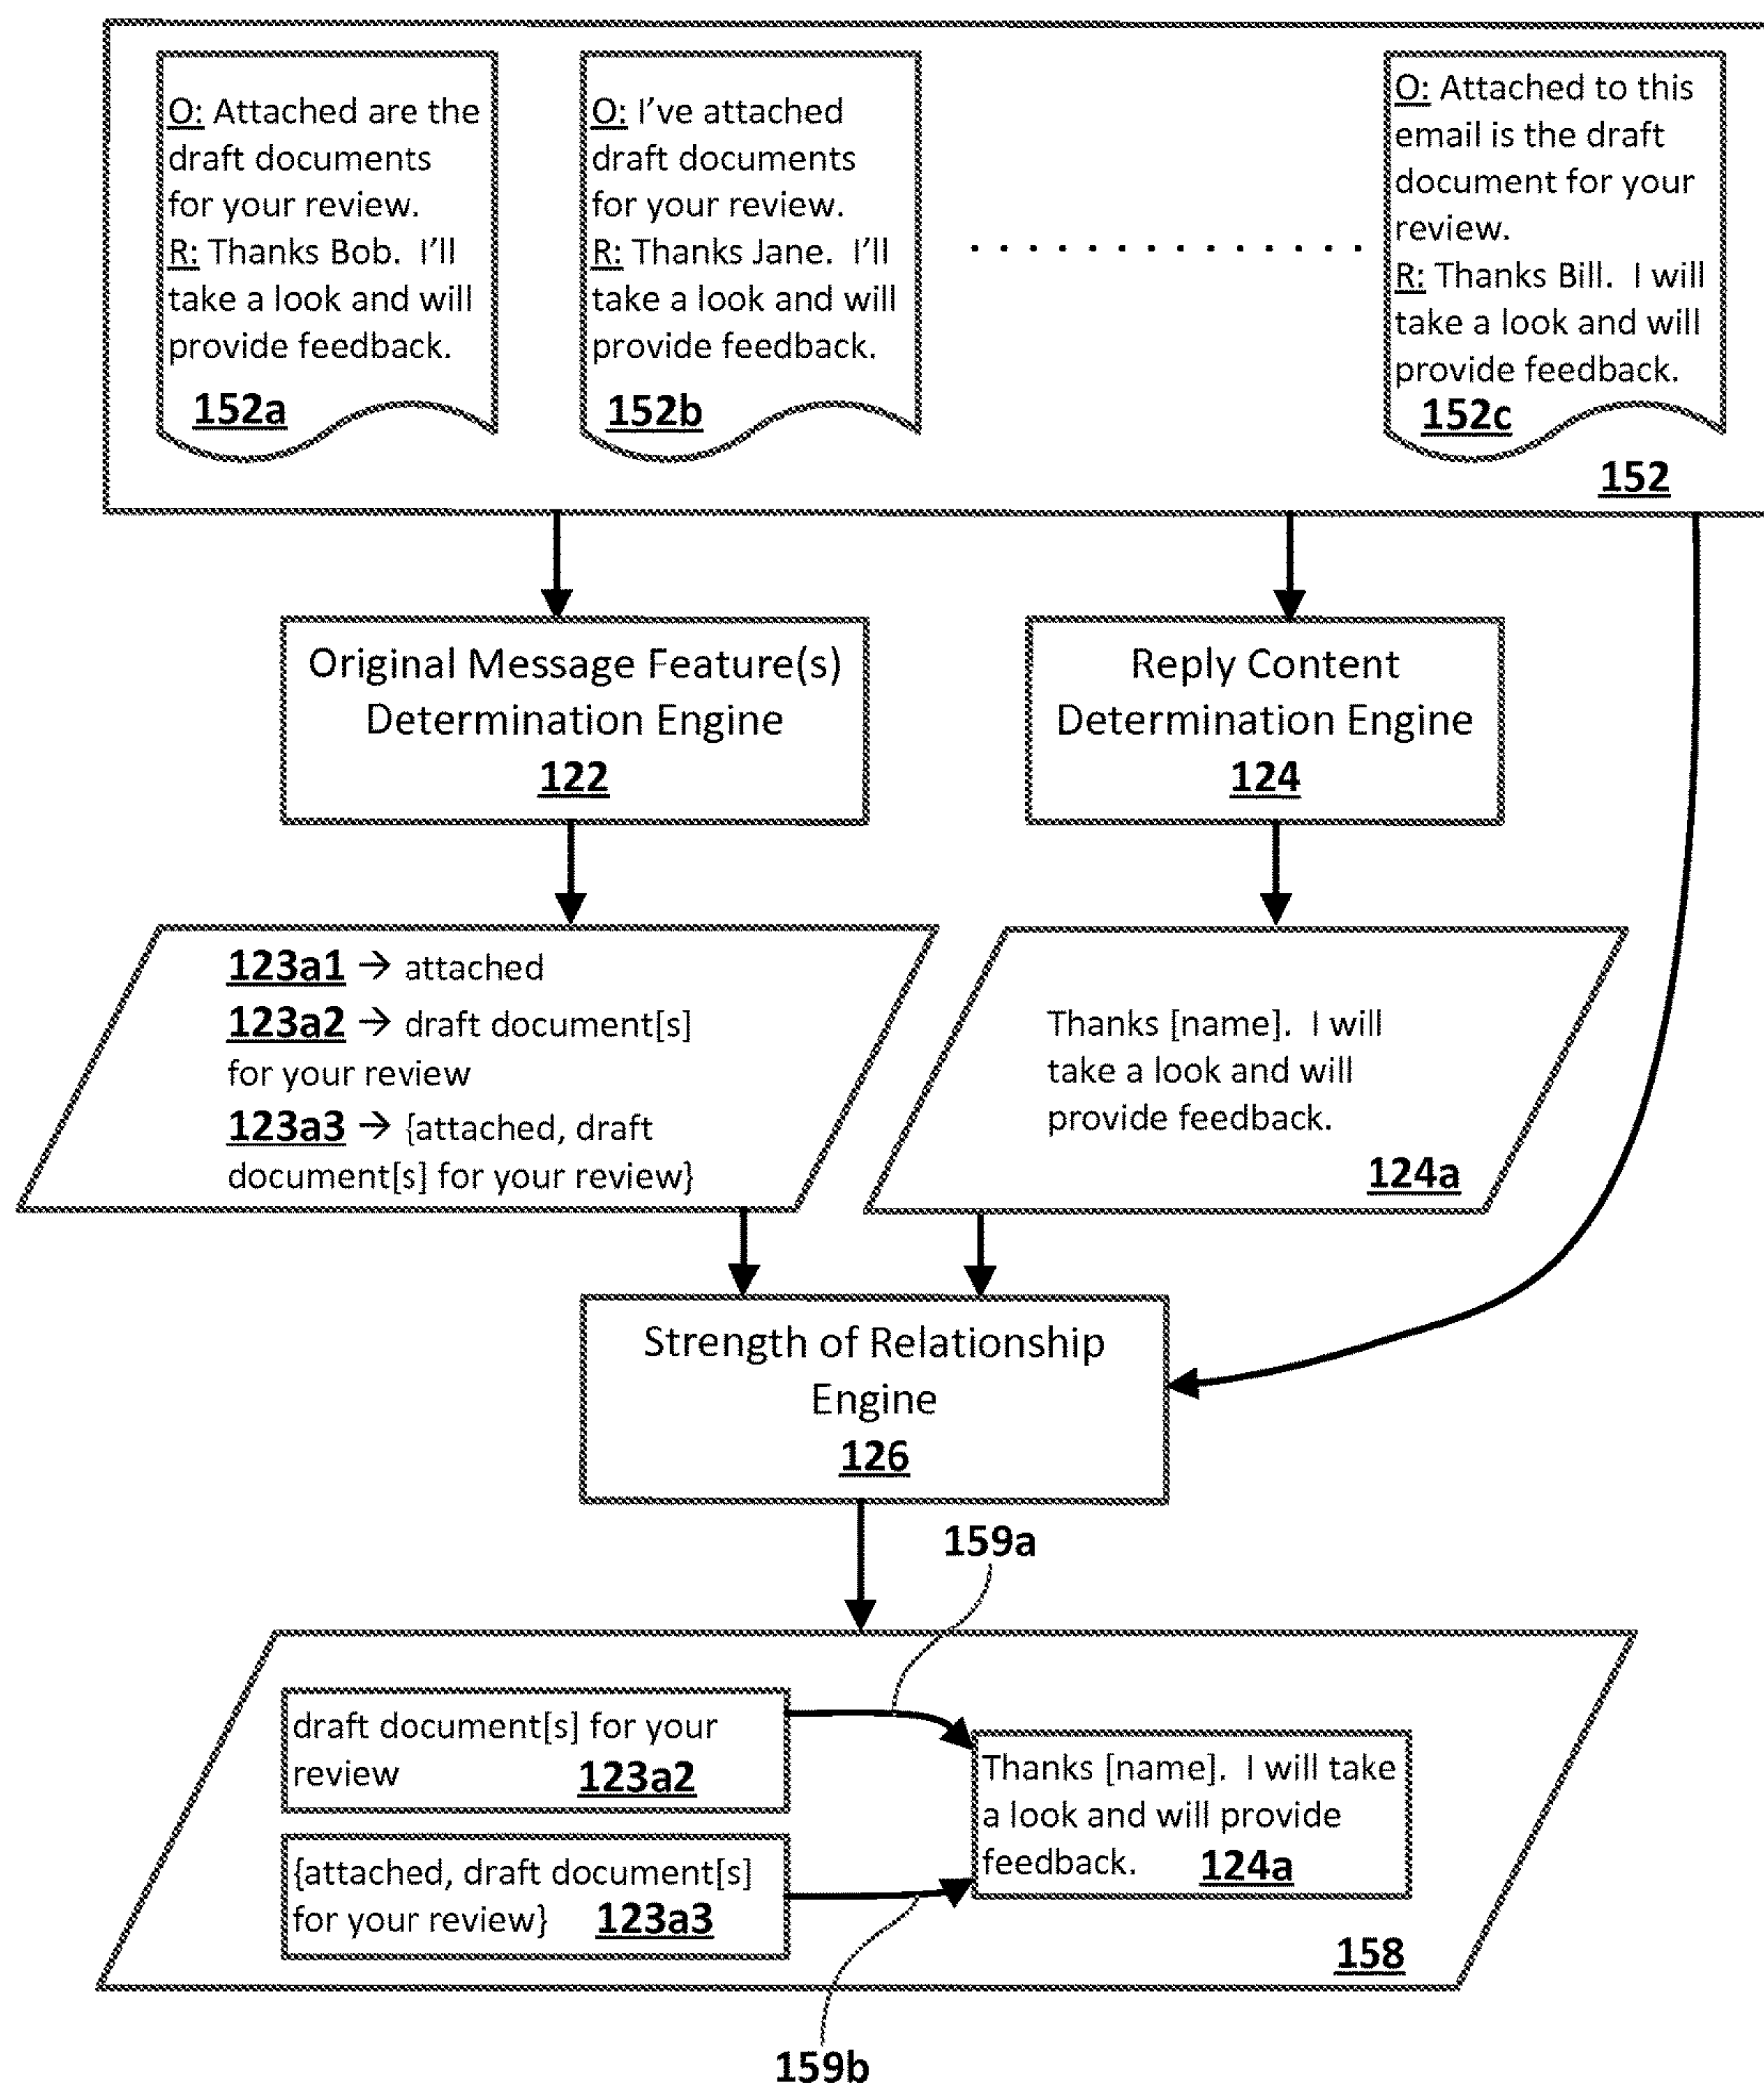 O: Attached are the
draft documents
for your review.
R: Thanks Bob. I'll
take a look and will
provide feedback.
152a
O: I've attached
draft documents
for your review.
R: Thanks Jane. I'll
take a look and will
provide feedback.
152b
O: Attached to this
email is the draft
document for your
review.
R: Thanks Bill. I will
take a look and will
provide feedback.
152c
152
Original Message Feature(s)
Determination Engine
122
Reply Content
Determination Engine
124
123a1 → attached
123a2 → draft document[s]
for your review
123a3 → {attached, draft
document[s] for your review}
Thanks [name]. I will
take a look and will
provide feedback.
124a
Strength of Relationship
Engine
126
159a
draft document[s] for your
review 123a2
{attached, draft document[s]
for your review} 123a3
Thanks [name]. I will take
a look and will provide
feedback. 124a
158
159b